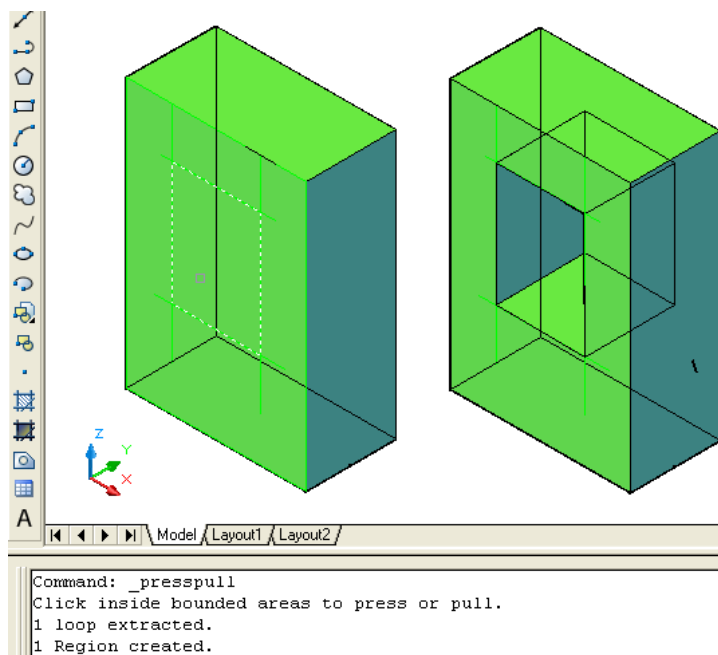 Z
Y
X
A
Model Layout1 Layout2
Command: _presspull
Click inside bounded areas to press or pull.
1 loop extracted.
1 Region created.